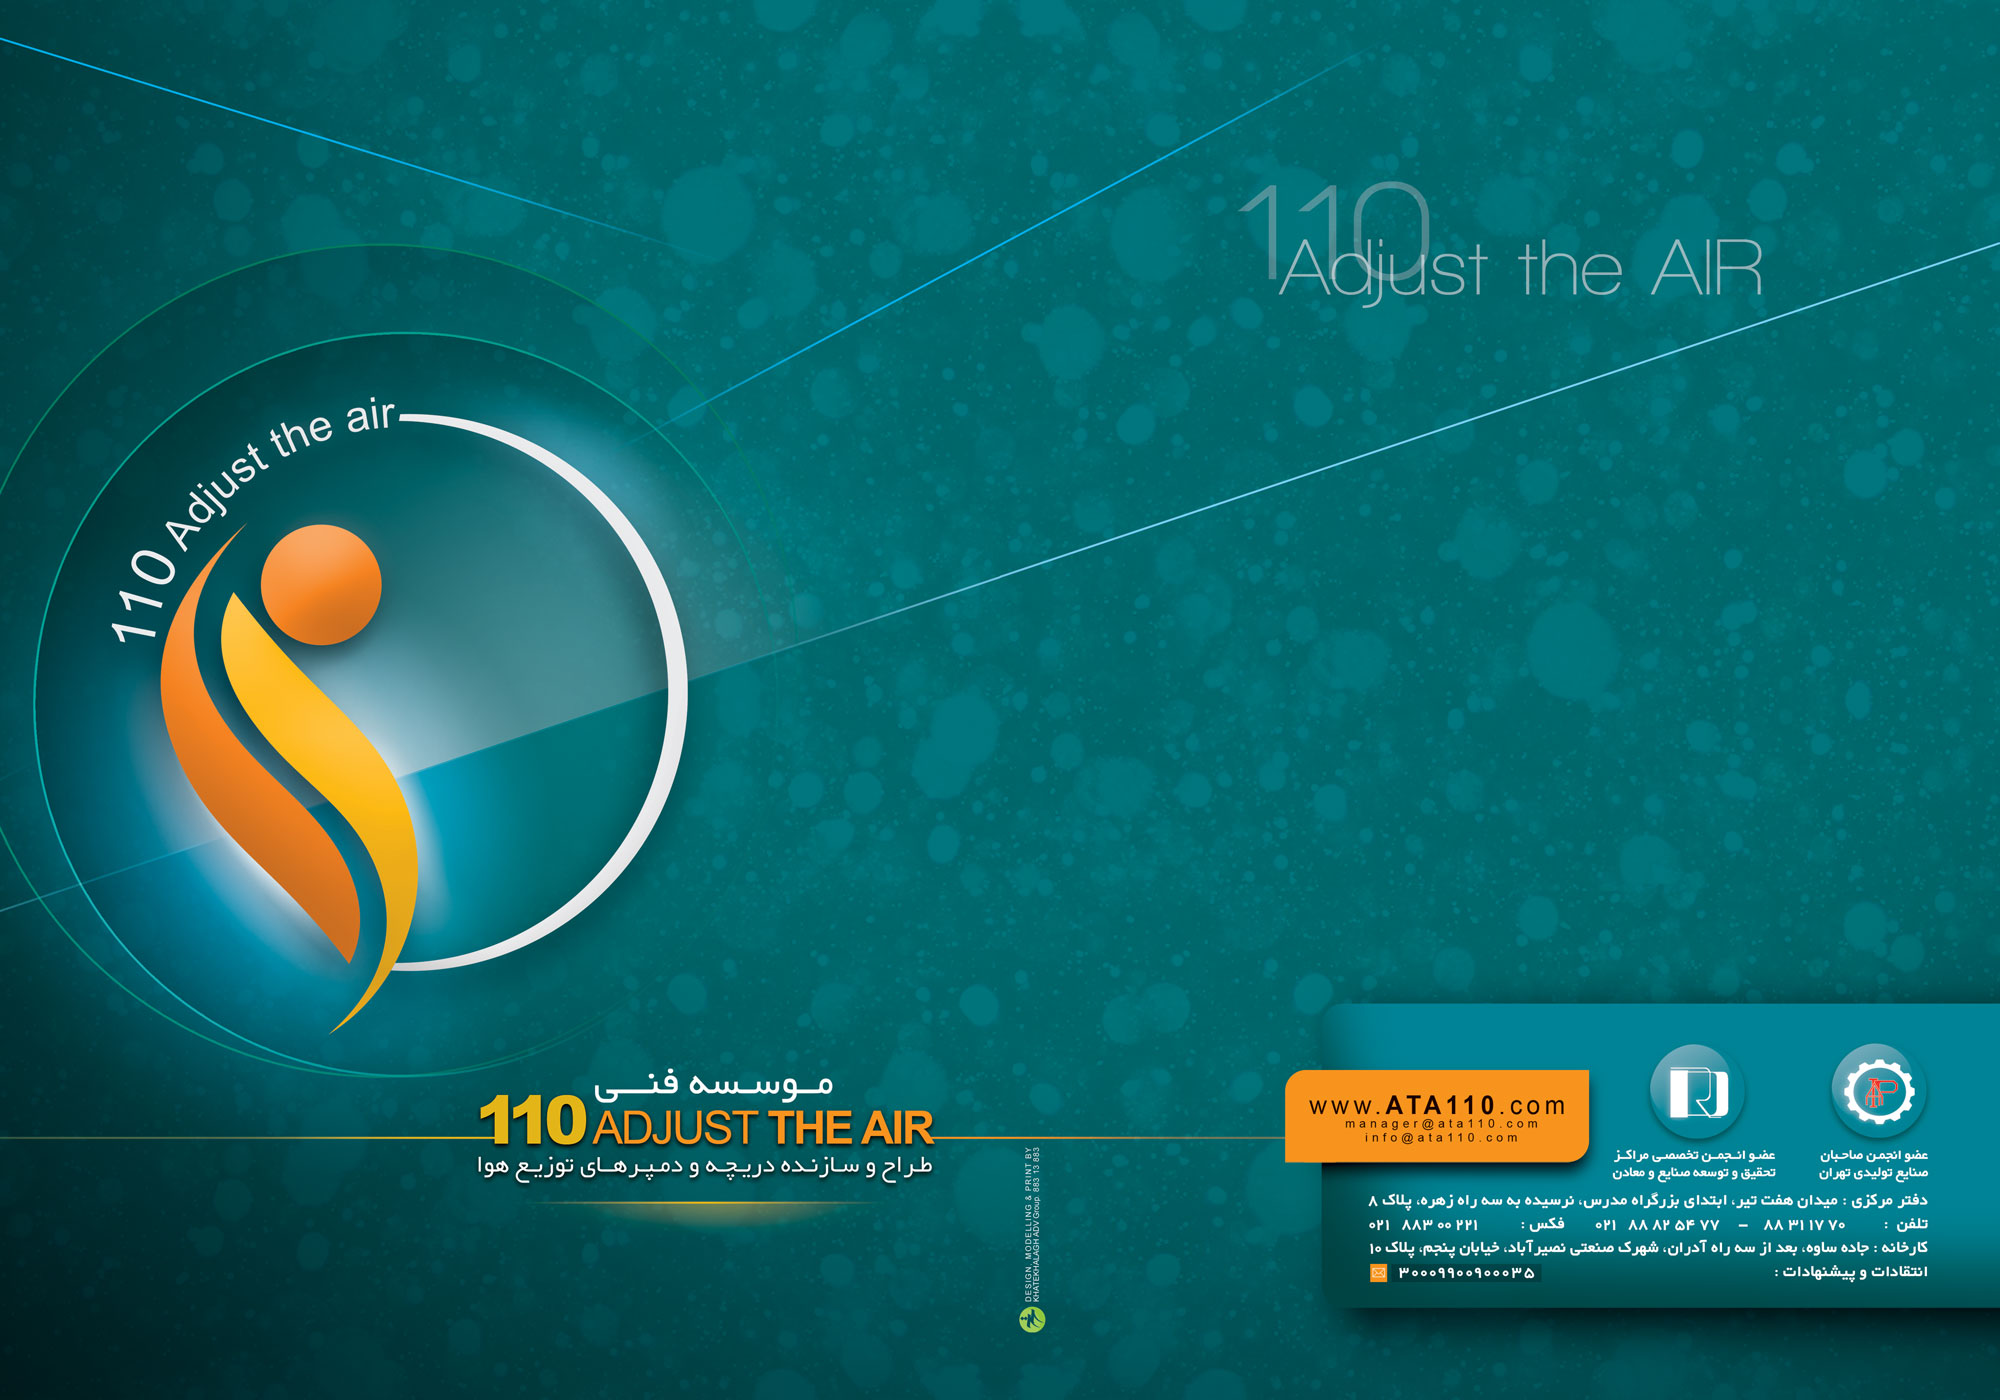 110 Adjust the air
110
Adjust the AIR
موسسه فنی
110 ADJUST THE AIR
طراح و سازنده دریچه و دمپرهای توزیع هوا
DESIGN, MODELLING & PRINT BY
KHATEKHALAGH ADV Group 883 13 883
www.ATA110.com
manager@ata110.com
info@ata110.com
عضو انجمن تخصصی مراکز
تحقیق و توسعه صنایع و معادن
عضو انجمن صاحبان
صنایع تولیدی تهران
دفتر مرکزی : میدان هفت تیر، ابتدای بزرگراه مدرس، نرسیده به سه راه زهره، پلاک ۸
تلفن : ۸۸ ۳۱ ۱۷ ۷۰ – ۰۲۱ ۸۸ ۸۲ ۵۴ ۷۷ فکس : ۰۲۱ ۸۸۳ ۰۰ ۲۲۱
کارخانه : جاده ساوه، بعد از سه راه آدران، شهرک صنعتی نصیرآباد، خیابان پنجم، پلاک ۱۰
انتقادات و پیشنهادات : ۳۰۰۰۹۹۰۰۹۰۰۰۳۵